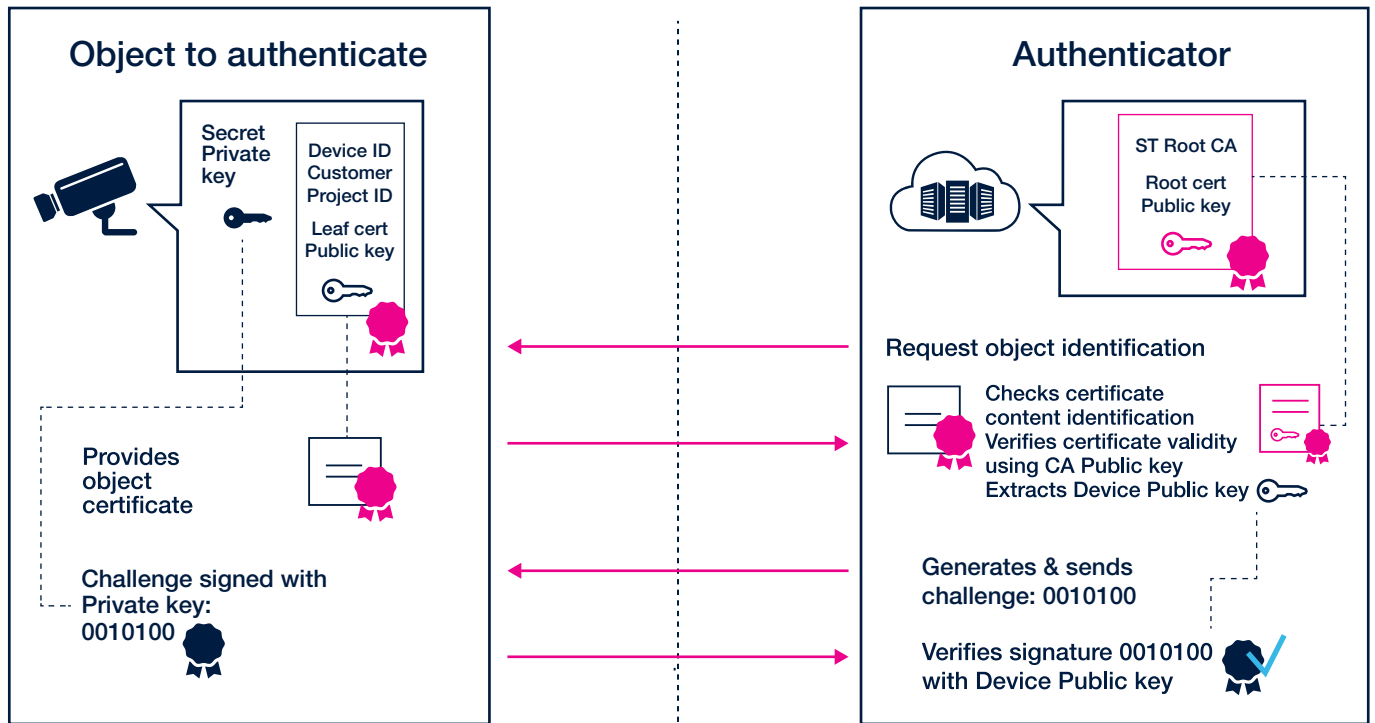 Object to authenticate
Secret
Private
key
Device ID
Customer
Project ID
Leaf cert
Public key
Provides
object
certificate
Challenge signed with
Private key:
0010100
Authenticator
ST Root CA
Root cert
Public key
Request object identification
Checks certificate
content identification
Verifies certificate validity
using CA Public key
Extracts Device Public key
Generates & sends
challenge: 0010100
Verifies signature 0010100
with Device Public key